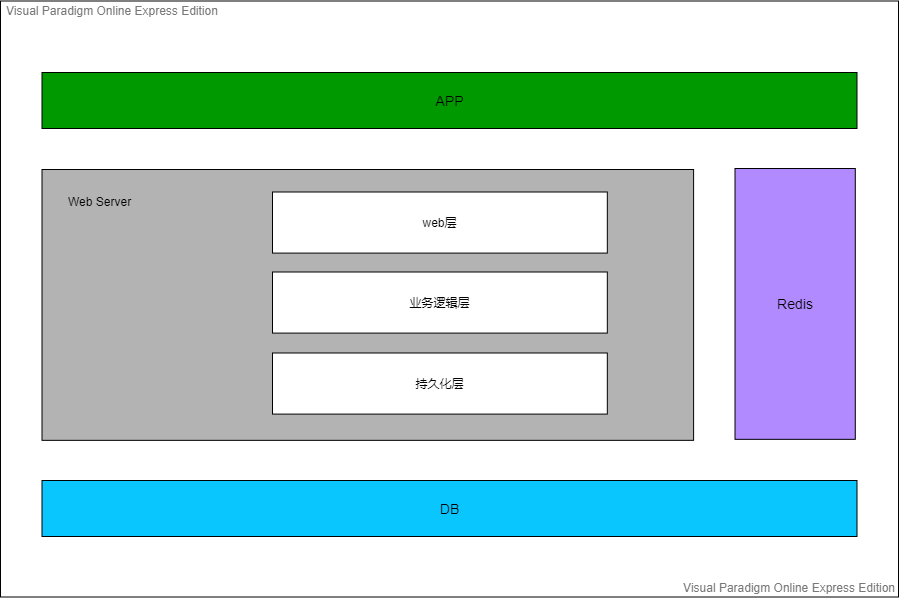 Visual Paradigm Online Express Edition
APP
Web Server
web层
业务逻辑层
持久化层
Redis
DB
Visual Paradigm Online Express Edition